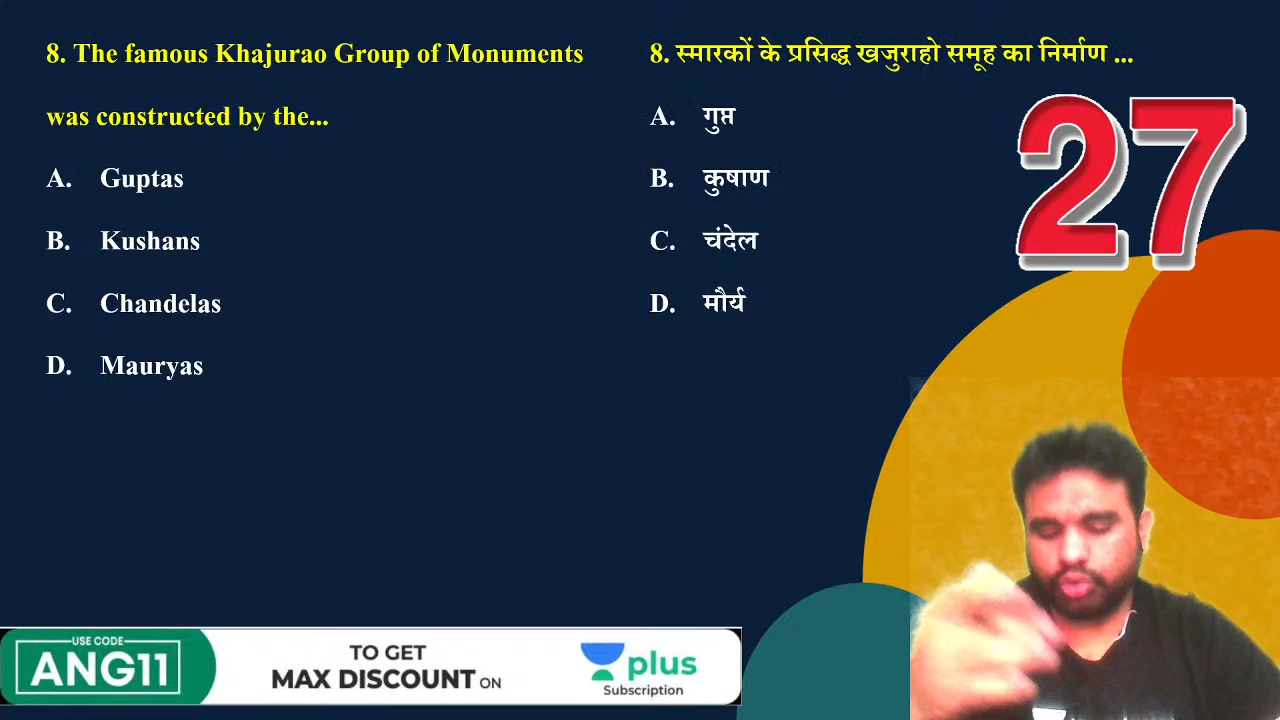 8. The famous Khajurao Group of Monuments
was constructed by the...
A. Guptas
B. Kushans
C. Chandelas
D. Mauryas
8. स्मारकों के प्रसिद्ध खजुराहो समूह का निर्माण ...
A. गुप्त
B. कुषाण
C. चंदेल
D. मौर्य
27
USE CODE
ANG11
TO GET
MAX DISCOUNT ON
plus
Subscription